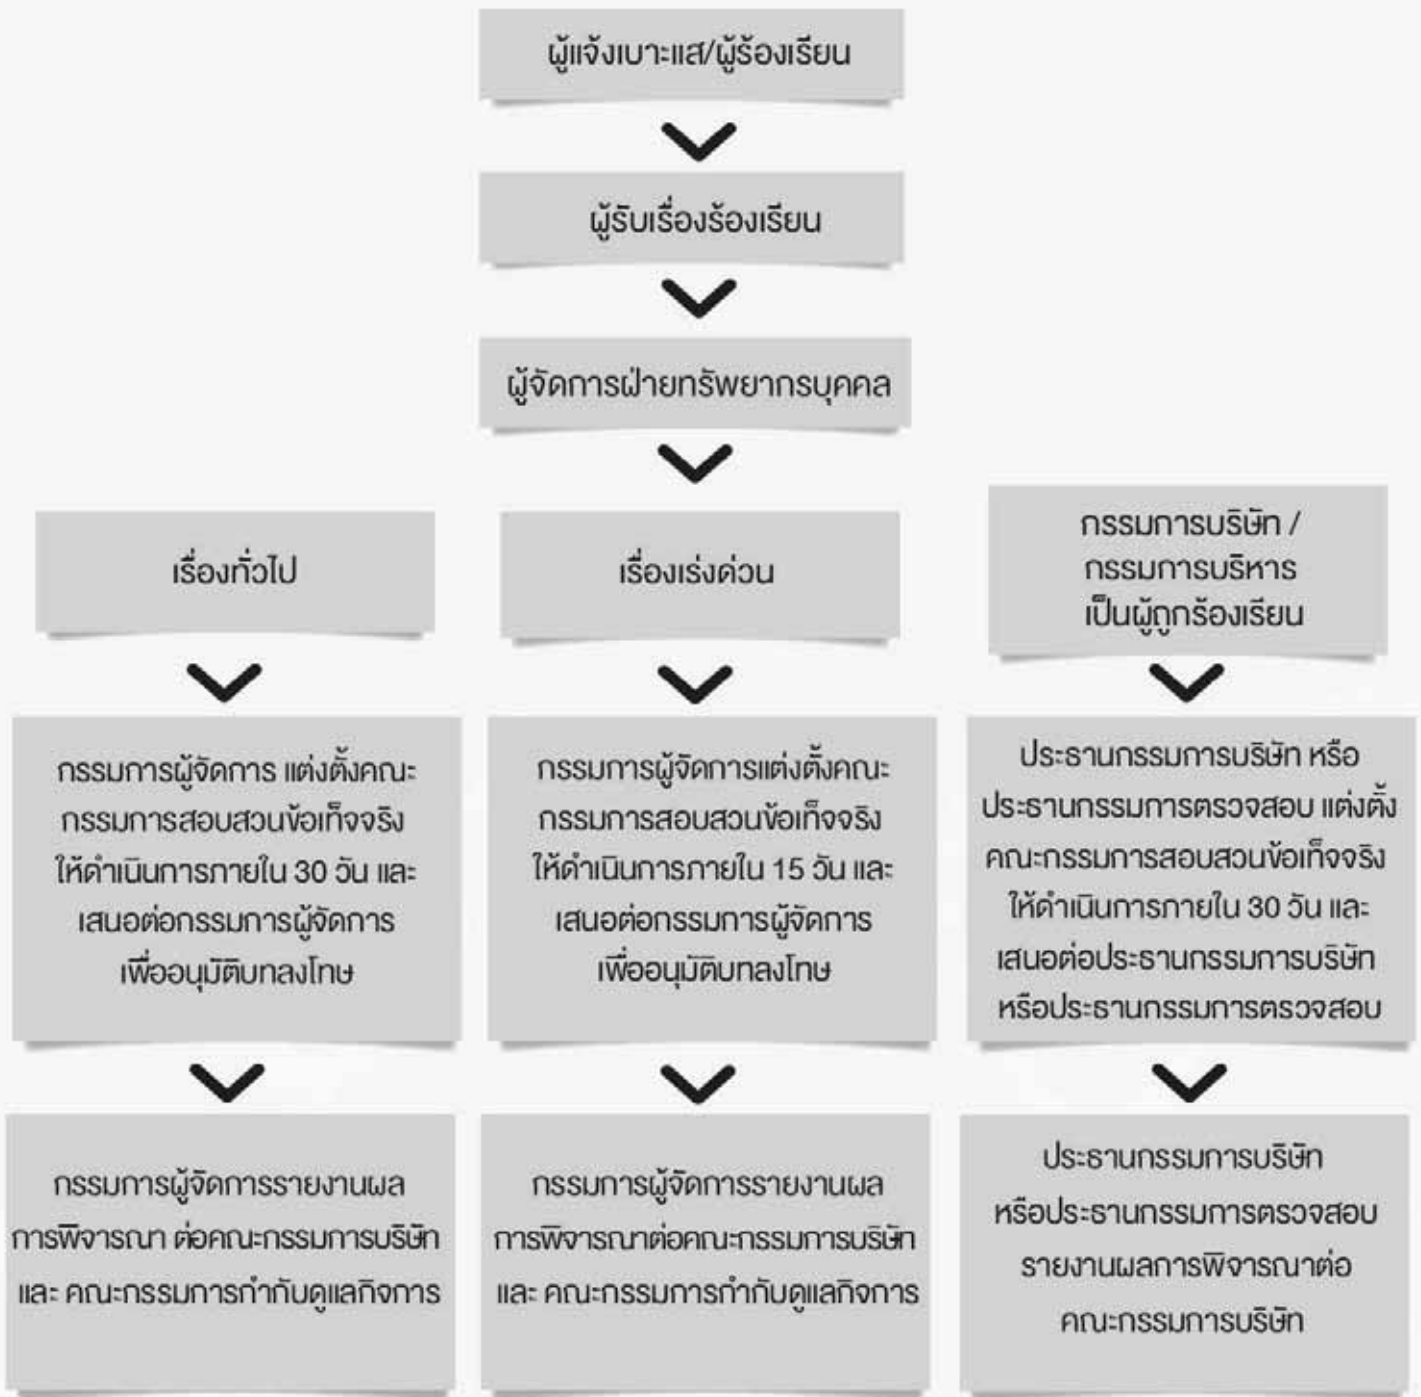 ผู้แจ้งเบาะแส/ผู้ร้องเรียน
ผู้รับเรื่องร้องเรียน
ผู้จัดการฝ่ายทรัพยากรบุคคล
เรื่องทั่วไป
เรื่องเร่งด่วน
กรรมการบริษัท /
กรรมการบริหาร
เป็นผู้ถูกร้องเรียน
กรรมการผู้จัดการ แต่งตั้งคณะ
กรรมการสอบสวนข้อเท็จจริง
ให้ดำเนินการภายใน 30 วัน และ
เสนอต่อกรรมการผู้จัดการ
เพื่ออนุมัติบทลงโทษ
กรรมการผู้จัดการแต่งตั้งคณะ
กรรมการสอบสวนข้อเท็จจริง
ให้ดำเนินการภายใน 15 วัน และ
เสนอต่อกรรมการผู้จัดการ
เพื่ออนุมัติบทลงโทษ
ประธานกรรมการบริษัท หรือ
ประธานกรรมการตรวจสอบ แต่งตั้ง
คณะกรรมการสอบสวนข้อเท็จจริง
ให้ดำเนินการภายใน 30 วัน และ
เสนอต่อประธานกรรมการบริษัท
หรือประธานกรรมการตรวจสอบ
กรรมการผู้จัดการรายงานผล
การพิจารณา ต่อคณะกรรมการบริษัท
และ คณะกรรมการกำกับดูแลกิจการ
กรรมการผู้จัดการรายงานผล
การพิจารณาต่อคณะกรรมการบริษัท
และ คณะกรรมการกำกับดูแลกิจการ
ประธานกรรมการบริษัท
หรือประธานกรรมการตรวจสอบ
รายงานผลการพิจารณาต่อ
คณะกรรมการบริษัท